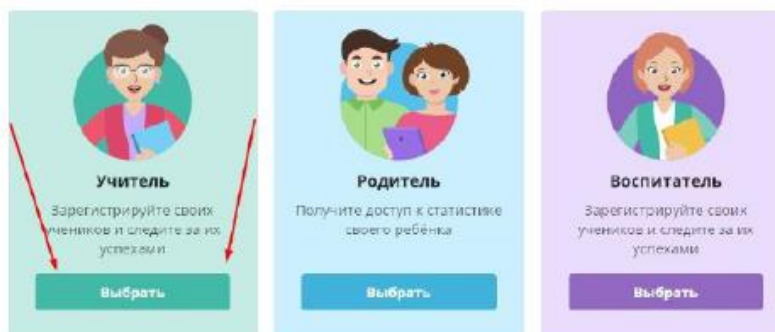 Учитель
Зарегистрируйте своих
учеников и следите за их
успехами
Выбрать
Родитель
Получите доступ к статистике
своего ребёнка
Выбрать
Воспитатель
Зарегистрируйте своих
учеников и следите за их
успехами
Выбрать